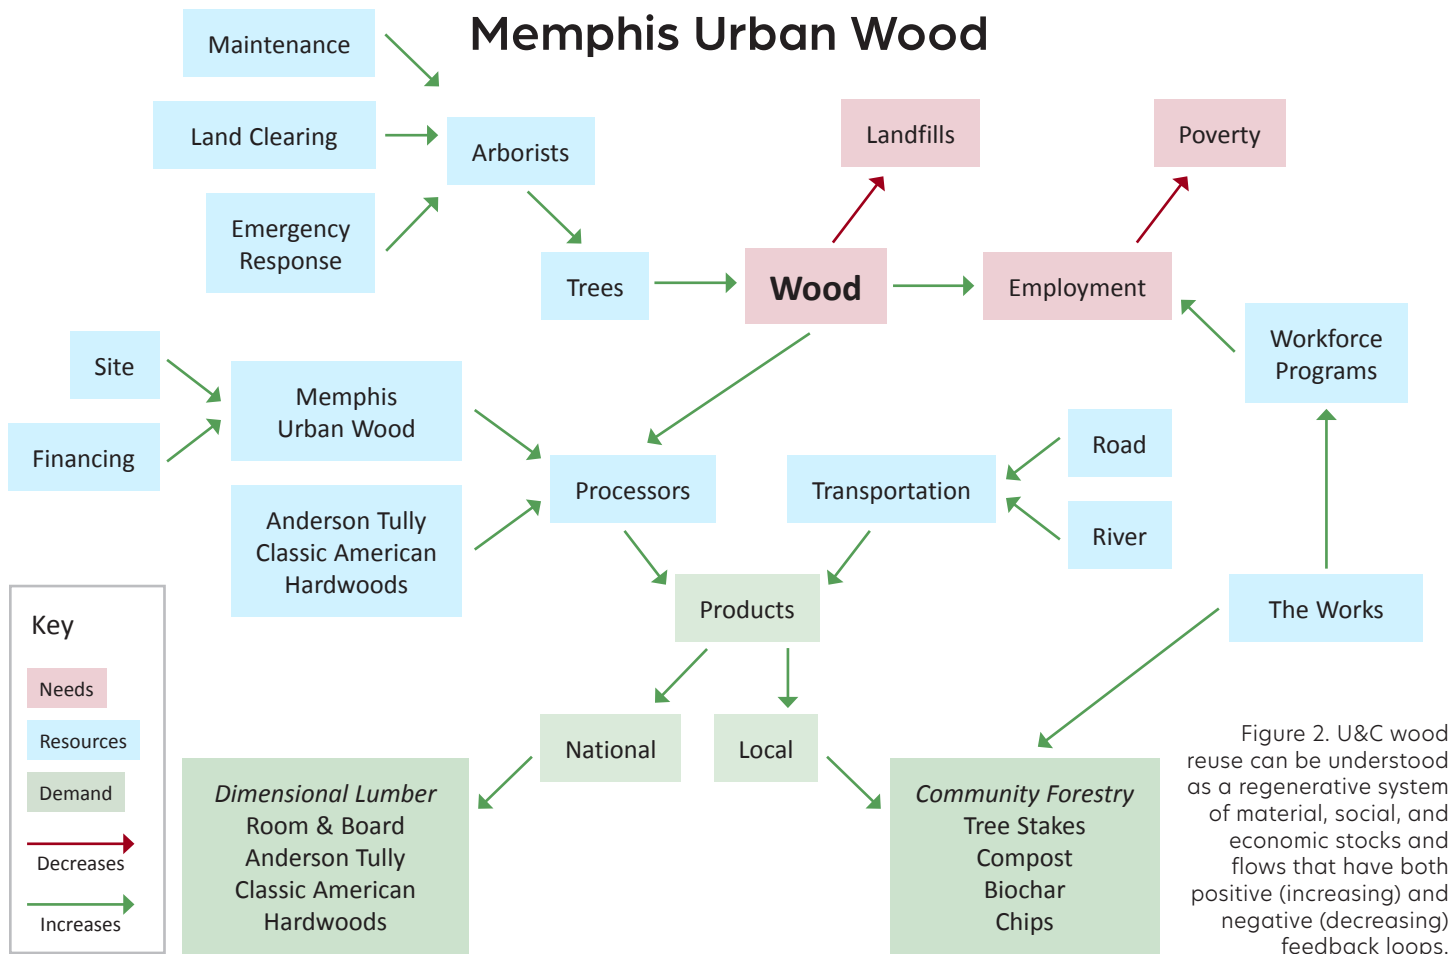 Memphis Urban Wood
Maintenance
Land Clearing
Emergency
Response
Arborists
Trees
Landfills
Poverty
Wood
Employment
Workforce
Programs
Site
Financing
Memphis
Urban Wood
Anderson Tully
Classic American
Hardwoods
Processors
Transportation
Road
River
Products
The Works
National
Local
Dimensional Lumber
Room & Board
Anderson Tully
Classic American
Hardwoods
Community Forestry
Tree Stakes
Compost
Biochar
Chips
Key
Needs
Resources
Demand
Decreases
Increases
Figure 2. U&C wood
reuse can be understood
as a regenerative system
of material, social, and
economic stocks and
flows that have both
positive (increasing) and
negative (decreasing)
feedback loops.